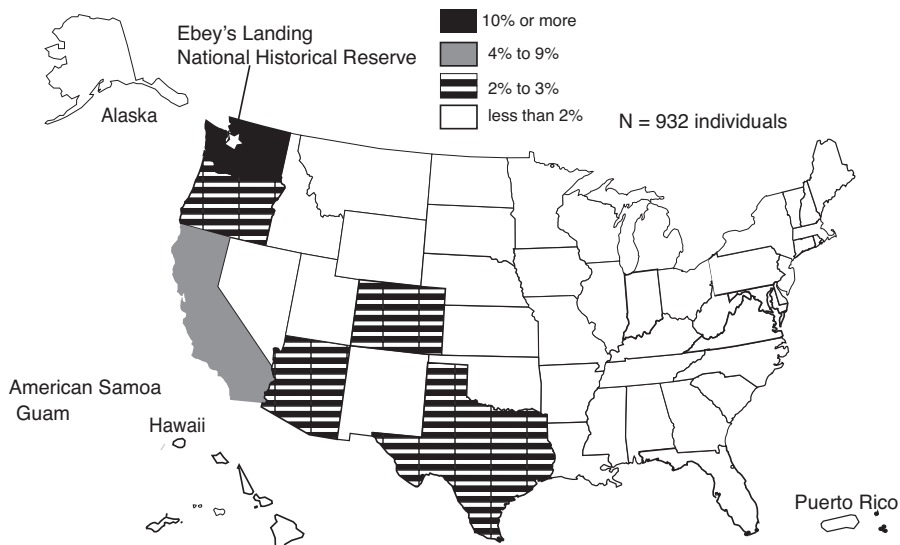 Ebey's Landing
National Historical Reserve
10% or more
4% to 9%
2% to 3%
less than 2%
N = 932 individuals
Alaska
American Samoa
Guam
Hawaii
Puerto Rico